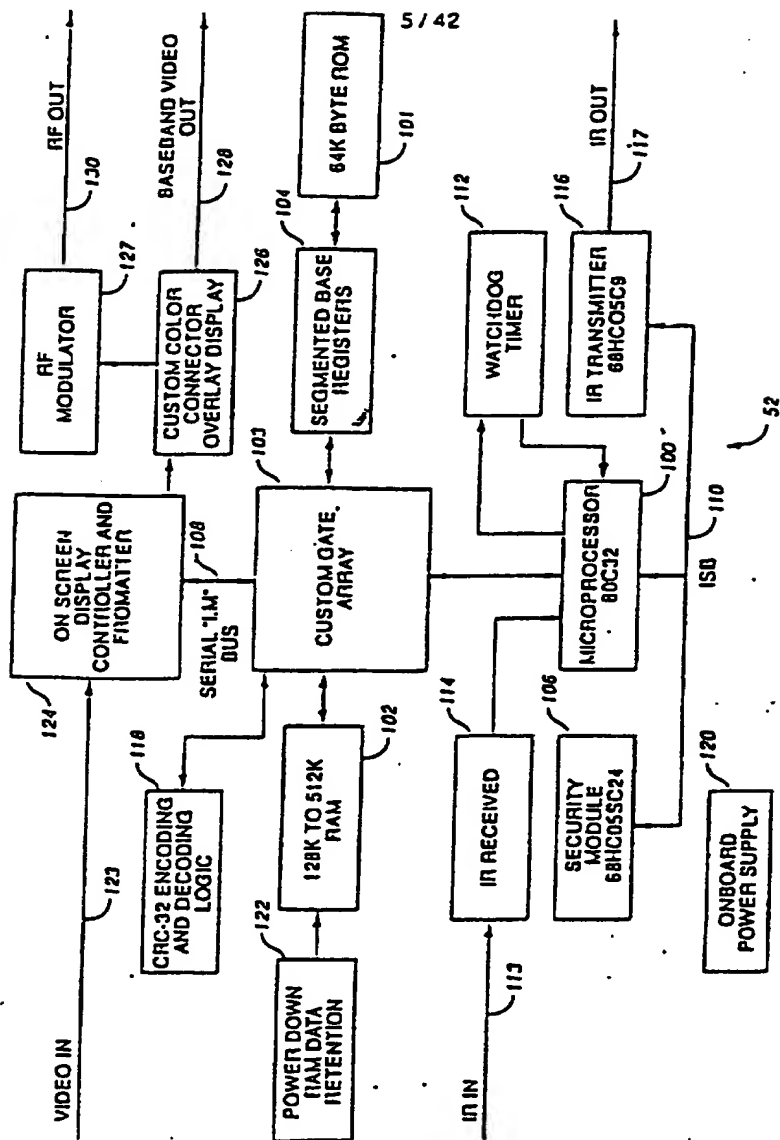 5/42
VIDEO IN
123
ON SCREEN
DISPLAY
CONTROLLER AND
FROMATTER
124
RF
MODULATOR
127
RF OUT
130
BASEBAND VIDEO
OUT
128
CUSTOM COLOR
CONNECTOR
OVERLAY DISPLAY
126
CRC-32 ENCODING
AND DECODING
LOGIC
118
SERIAL "I.M"
BUS
108
POWER DOWN
RAM DATA
RETENTION
122
128K TO 512K
RAM
102
CUSTOM GATE
ARRAY
103
SEGMENTED BASE
REGISTERS
104
64K BYTE ROM
101
IR IN
113
IR RECEIVED
114
MICROPROCESSOR
80C32
100
WATCHDOG
TIMER
112
IR TRANSMITTER
68HC05C9
116
IR OUT
117
SECURITY
MODULE
68HC05SC24
106
ISB
110
ONBOARD
POWER SUPPLY
120
52